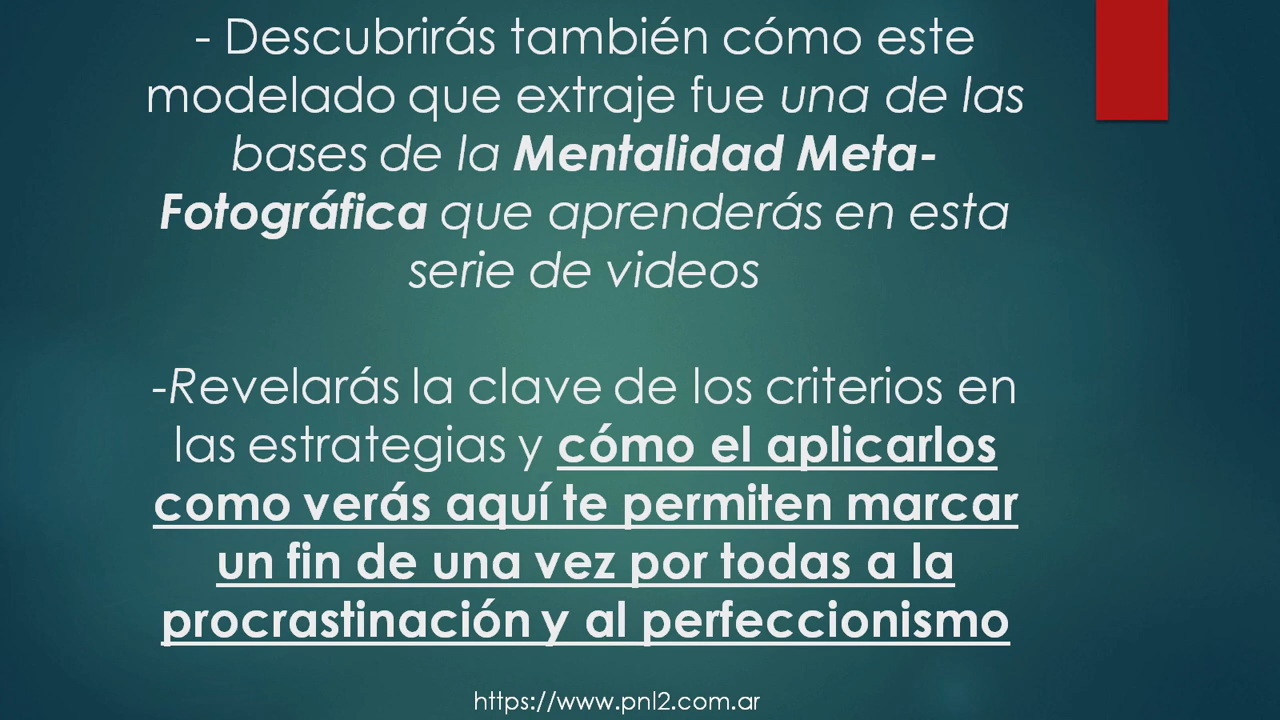 - Descubrirás también cómo este
modelado que extraje fue una de las
bases de la Mentalidad Meta-
Fotográfica que aprenderás en esta
serie de videos
-Revelarás la clave de los criterios en
las estrategias y cómo el aplicarlos
como verás aquí te permiten marcar
un fin de una vez por todas a la
procrastinación y al perfeccionismo
https://www.pnl2.com.ar